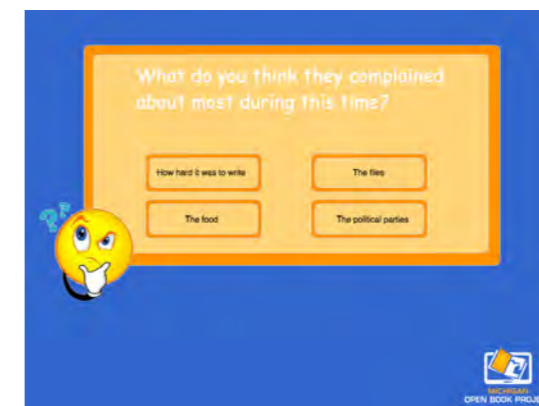 What do you think they complained
about most during this time?
How hard it was to write
The flies
The food
The political parties
??
MICHIGAN
OPEN BOOK PROJE